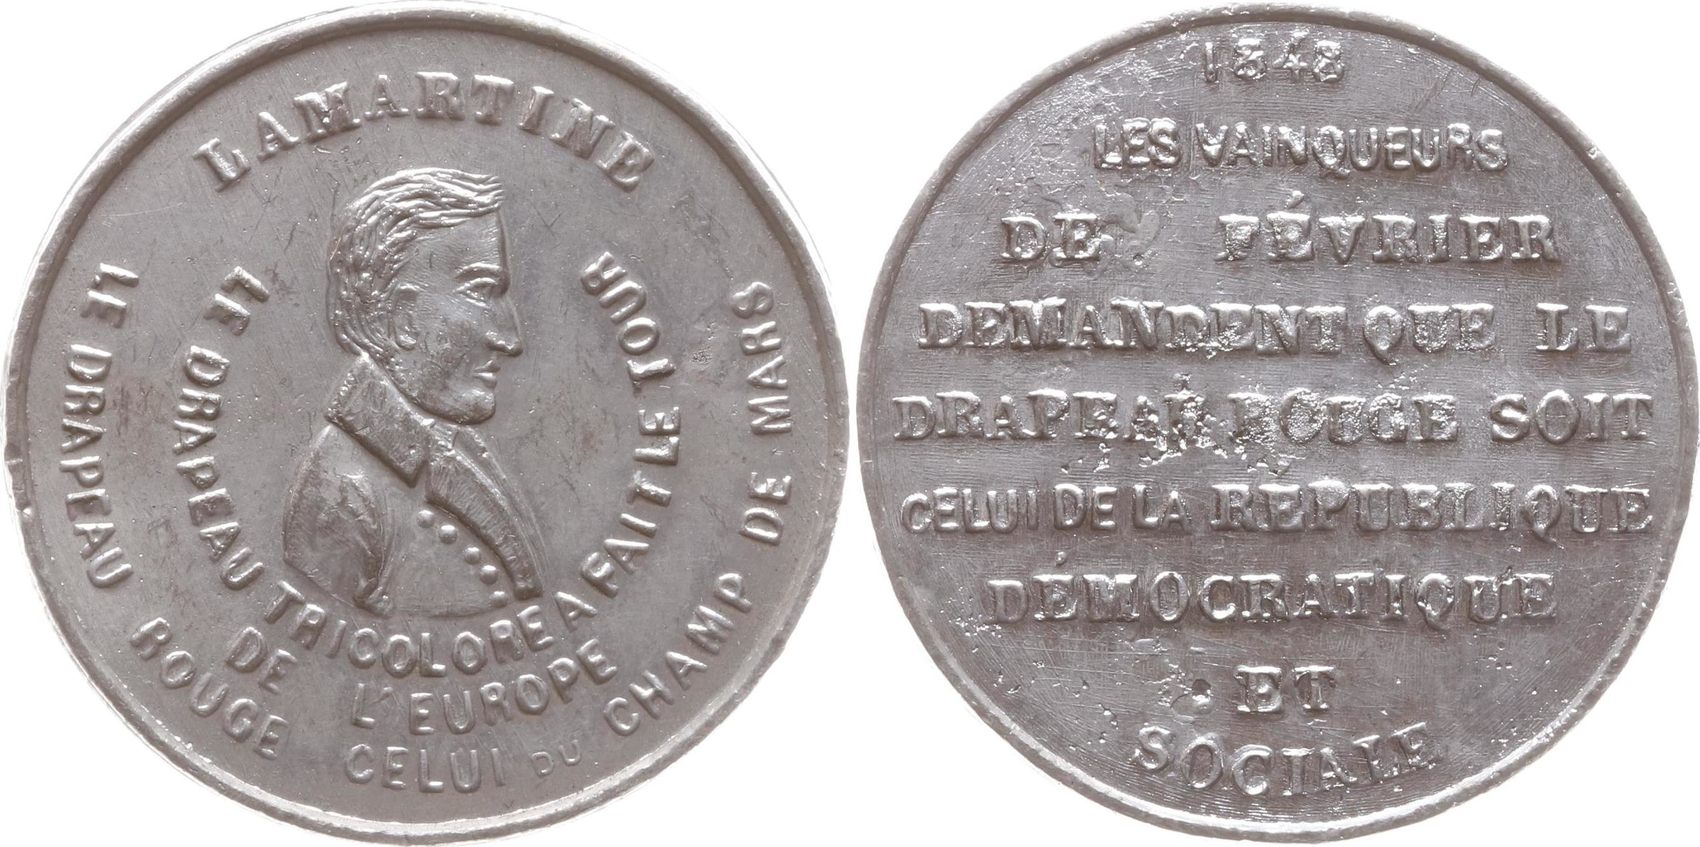 LAMARTINE
LE DRAPEAU TRICOLORE A FAIT LE TOUR
DE L'EUROPE
LE DRAPEAU ROUGE CELUI DU CHAMP DE MARS
1848
LES VAINQUEURS
DE FÉVRIER
DEMANDENT QUE LE
DRAPEAU ROUGE SOIT
CELUI DE LA RÉPUBLIQUE
DÉMOCRATIQUE
ET
SOCIALE